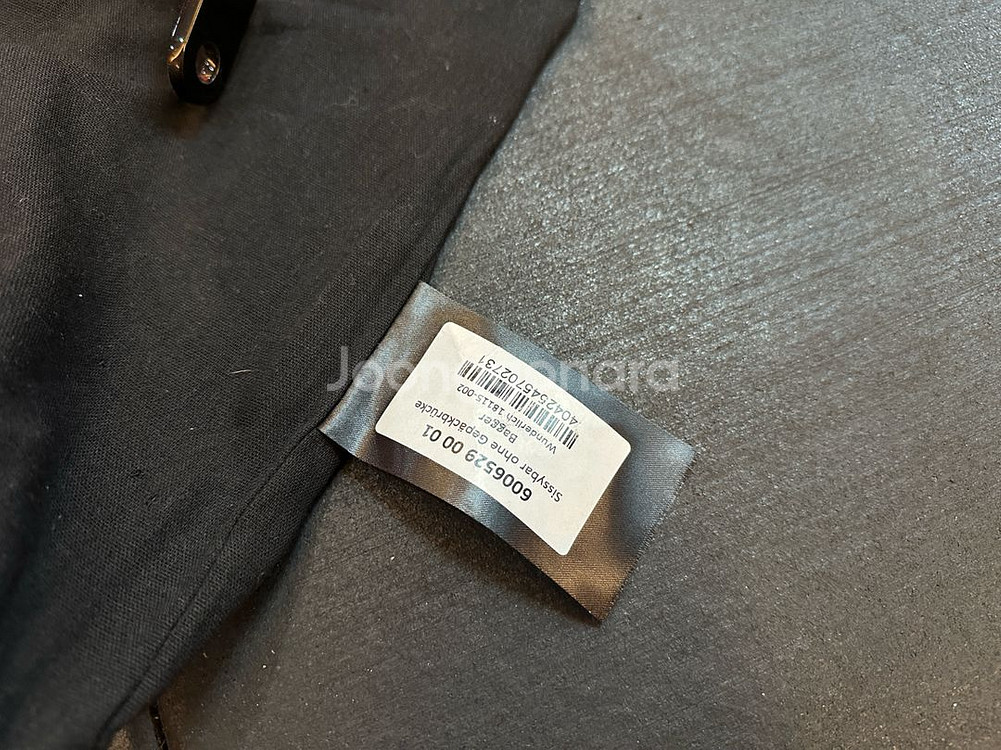 6006529 00 01
Sissybar ohne Gepäckbrücke
Bagger
Wunderlich 18115-002
4042545702731